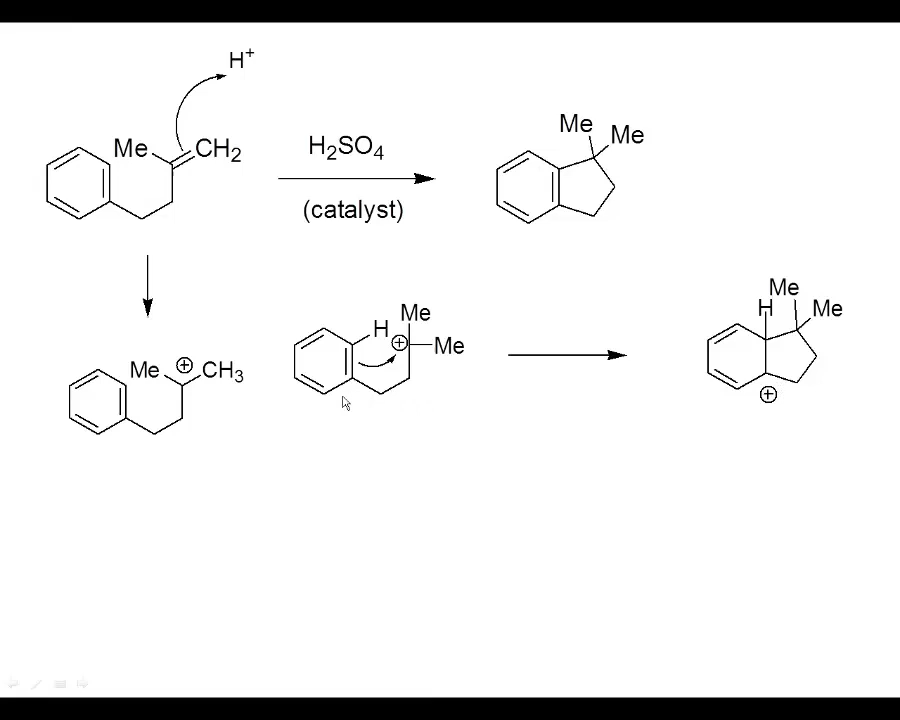 H+
Me CH2
H2SO4
(catalyst)
Me Me
Me ⊕ CH3
H ⊕ Me Me
Me H Me
⊕